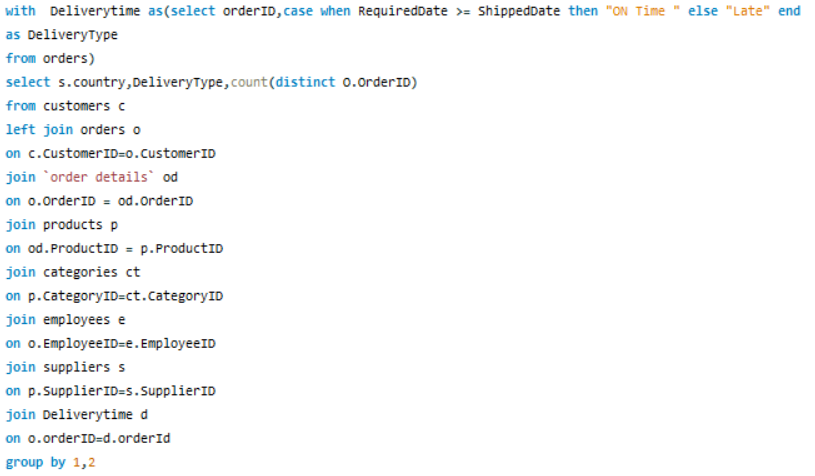 with  Deliverytime as(select orderID,case when RequiredDate >= ShippedDate then "ON Time " else "Late" end
as DeliveryType
from orders)
select s.country,DeliveryType,count(distinct O.OrderID)
from customers c
left join orders o
on c.CustomerID=o.CustomerID
join `order details` od
on o.OrderID = od.OrderID
join products p
on od.ProductID = p.ProductID
join categories ct
on p.CategoryID=ct.CategoryID
join employees e
on o.EmployeeID=e.EmployeeID
join suppliers s
on p.SupplierID=s.SupplierID
join Deliverytime d
on o.orderID=d.orderId
group by 1,2